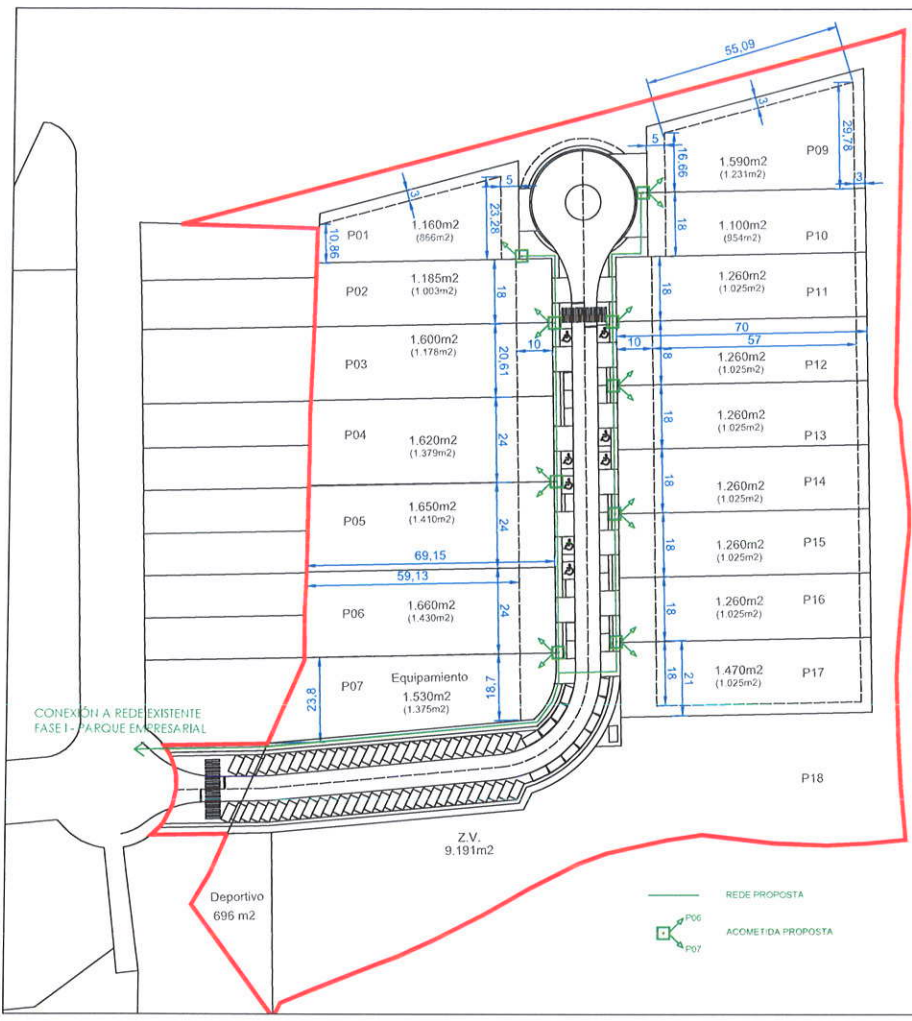 55,09
3
5
16,66
29,78
3
1.590m2
(1.231m2)
P09
3
5
23,28
10,86
P01
1.160m2
(866m2)
18
1.100m2
(954m2)
P10
P02
1.185m2
(1.003m2)
18
18
1.260m2
(1.025m2)
P11
P03
1.600m2
(1.178m2)
20,61
10
70
10
57
18
1.260m2
(1.025m2)
P12
P04
1.620m2
(1.379m2)
24
18
1.260m2
(1.025m2)
P13
18
1.260m2
(1.025m2)
P14
P05
1.650m2
(1.410m2)
24
18
1.260m2
(1.025m2)
P15
69,15
59,13
P06
1.660m2
(1.430m2)
24
18
1.260m2
(1.025m2)
P16
23,8
P07
Equipamiento
1.530m2
(1.375m2)
18,7
18
21
1.470m2
(1.025m2)
P17
CONEXIÓN A REDE EXISTENTE
FASE I - PARQUE EMPRESARIAL
P18
Z.V.
9.191m2
Deportivo
696 m2
REDE PROPOSTA
P06
ACOMETIDA PROPOSTA
P07